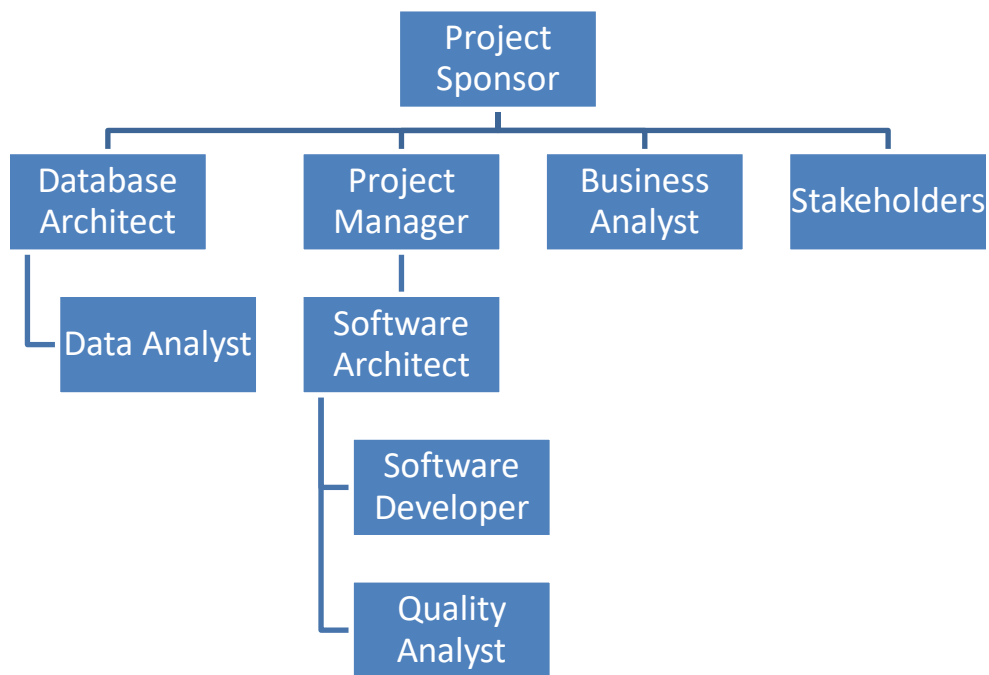 Project
Sponsor
Database
Architect
Project
Manager
Business
Analyst
Stakeholders
Data Analyst
Software
Architect
Software
Developer
Quality
Analyst